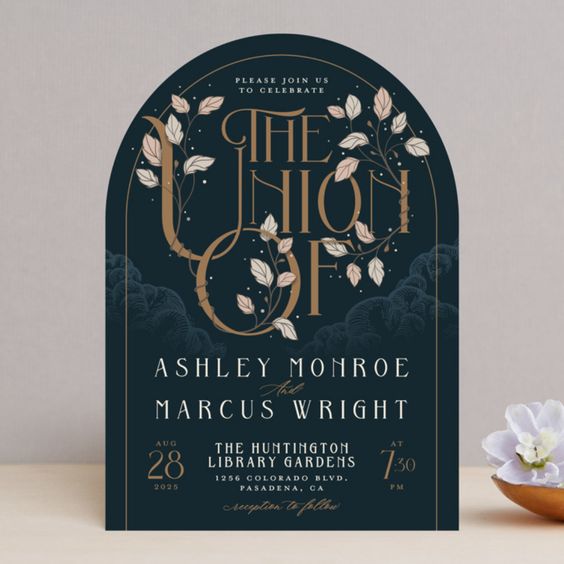 PLEASE JOIN US
TO CELEBRATE
THE
UNION
OF
ASHLEY MONROE
And
MARCUS WRIGHT
AUG
28
2025
THE HUNTINGTON
LIBRARY GARDENS
1256 COLORADO BLVD.
PASADENA, CA
AT
7:30
PM
reception to follow